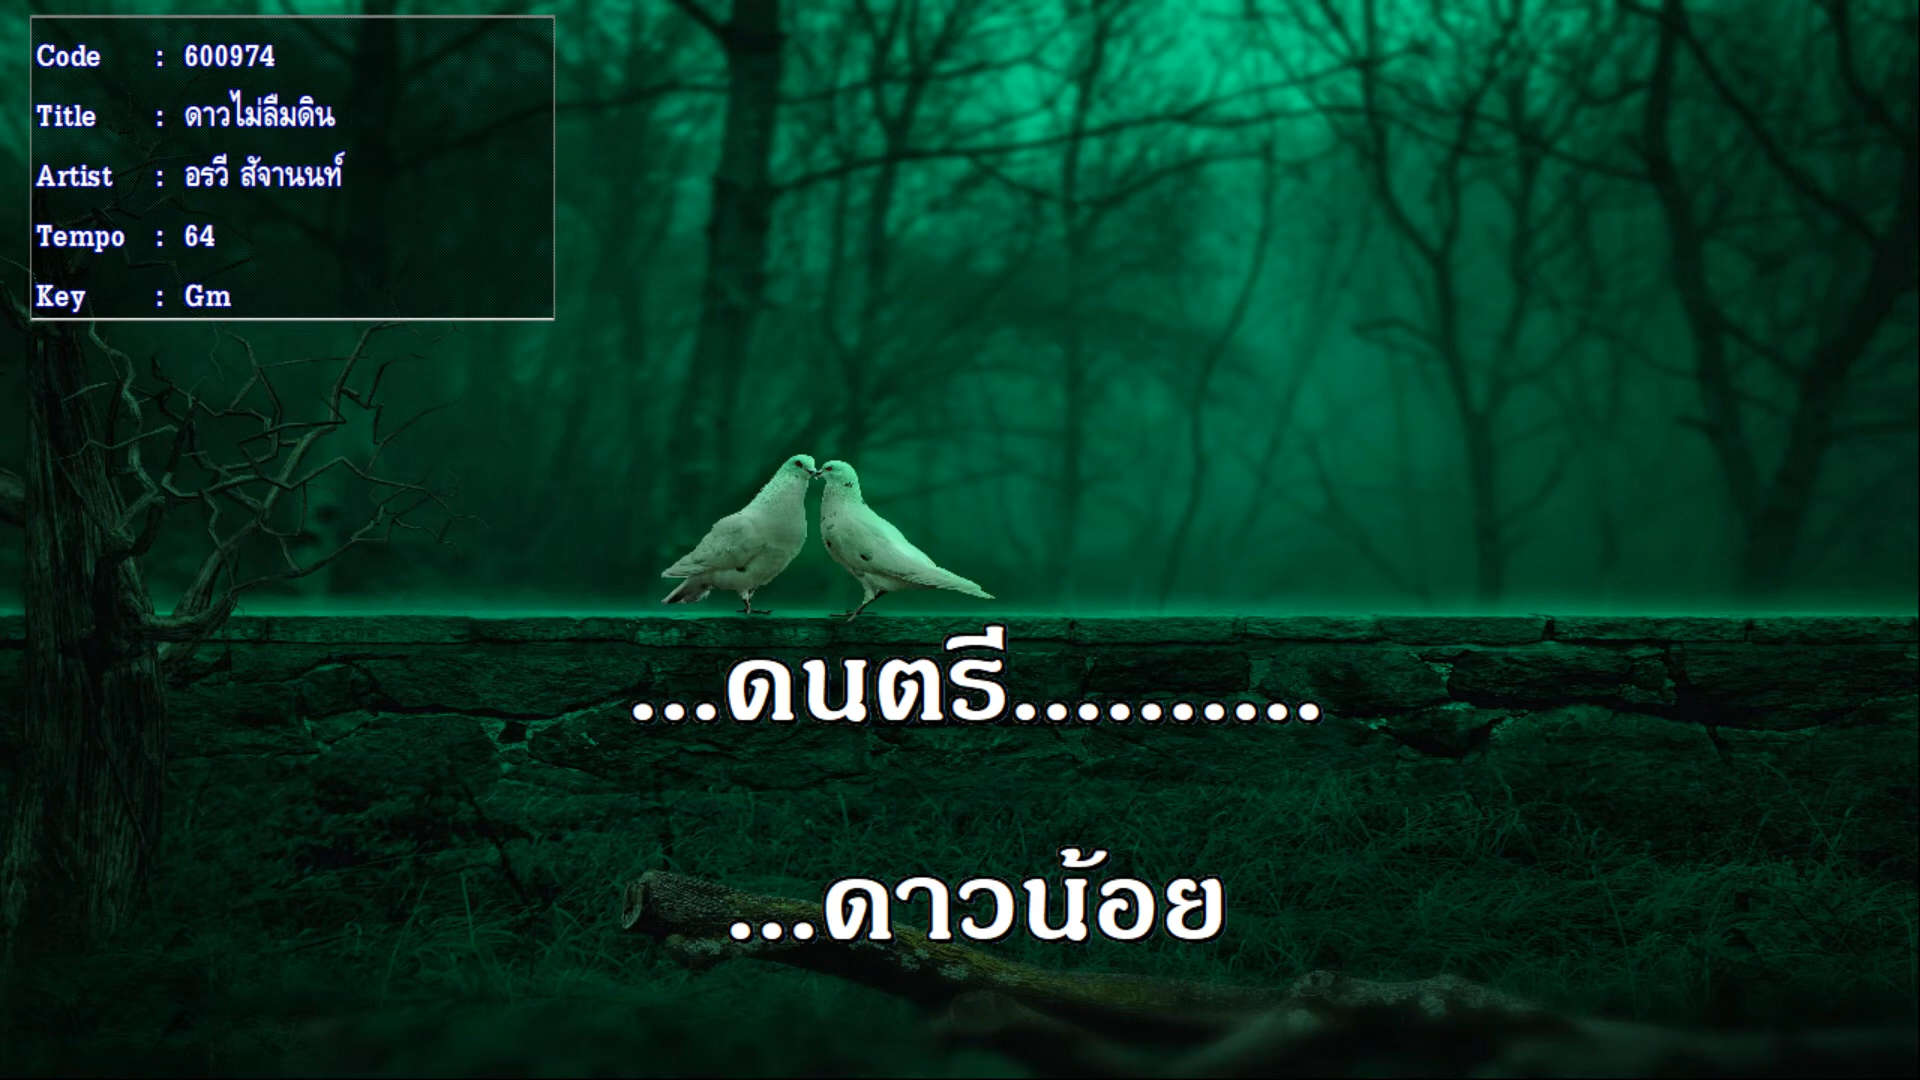 Code : 600974
Title : ดาวไม่ลืมดิน
Artist : อรวี สัจานนท์
Tempo : 64
Key : Gm
...ดนตรี..........
...ดาวน้อย